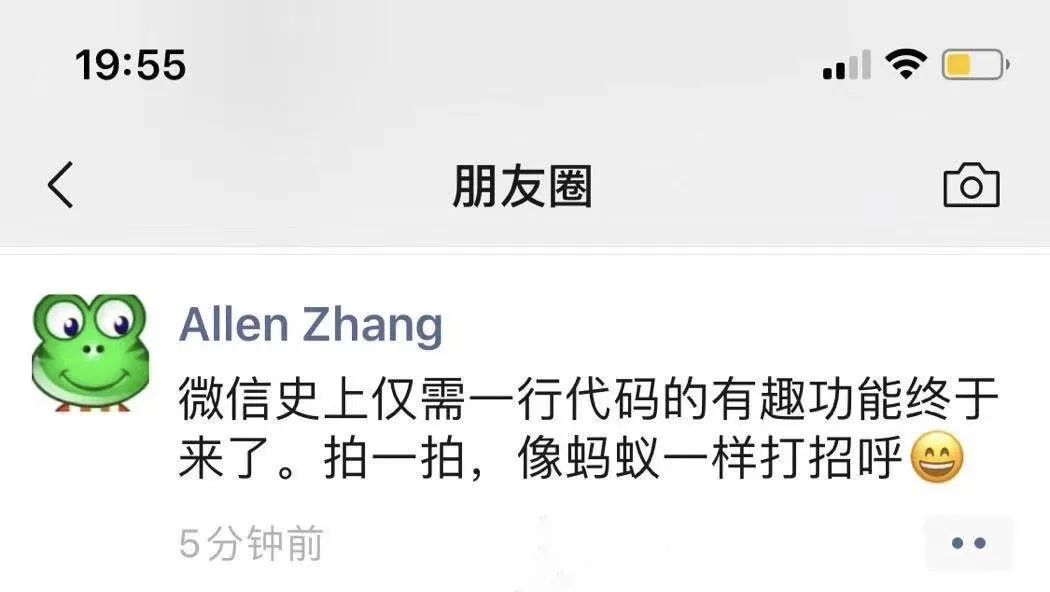 19:55
朋友圈
Allen Zhang
微信史上仅需一行代码的有趣功能终于
来了。拍一拍，像蚂蚁一样打招呼😄
5分钟前